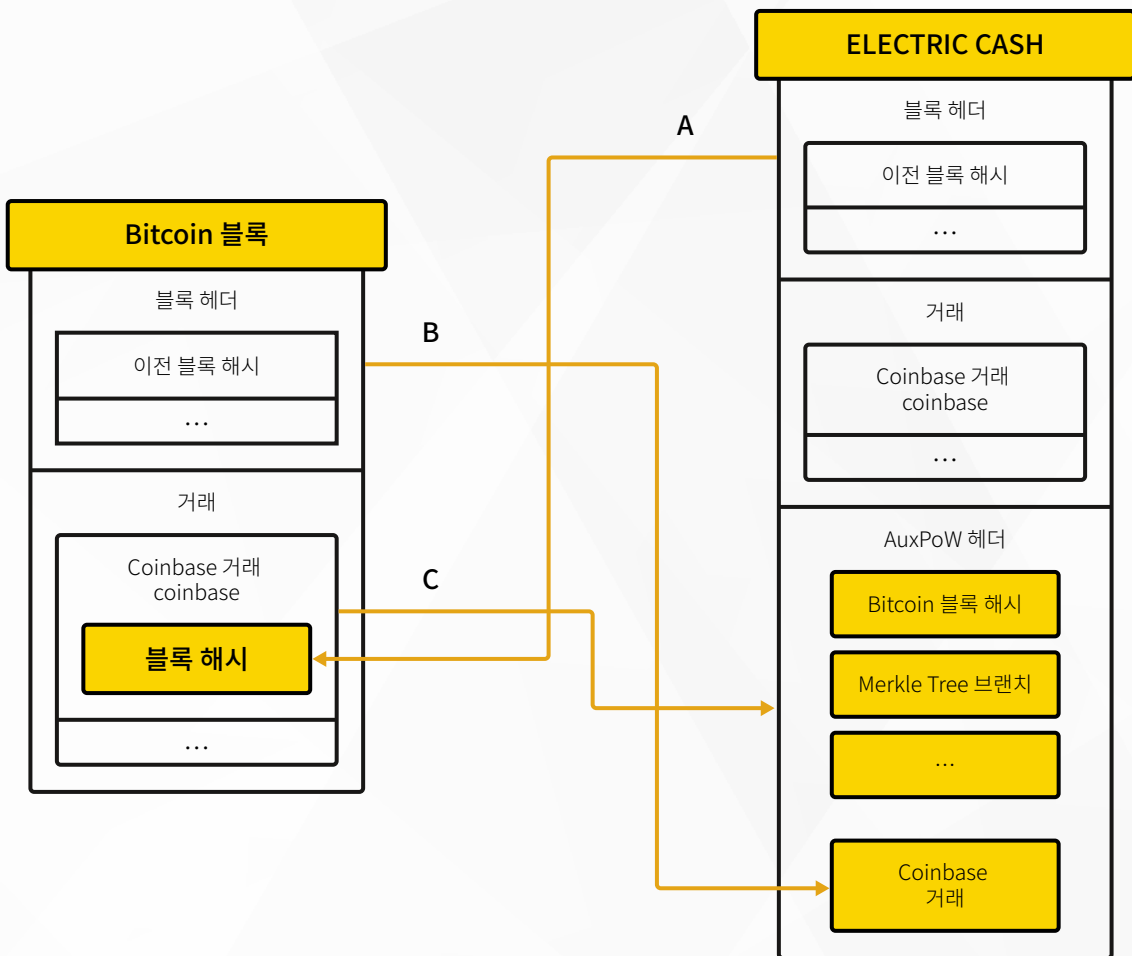 Bitcoin 블록
블록 헤더
이전 블록 해시
...
거래
Coinbase 거래
coinbase
블록 해시
...
A
B
C
ELECTRIC CASH
블록 헤더
이전 블록 해시
...
거래
Coinbase 거래
coinbase
...
AuxPoW 헤더
Bitcoin 블록 해시
Merkle Tree 브랜치
...
Coinbase
거래